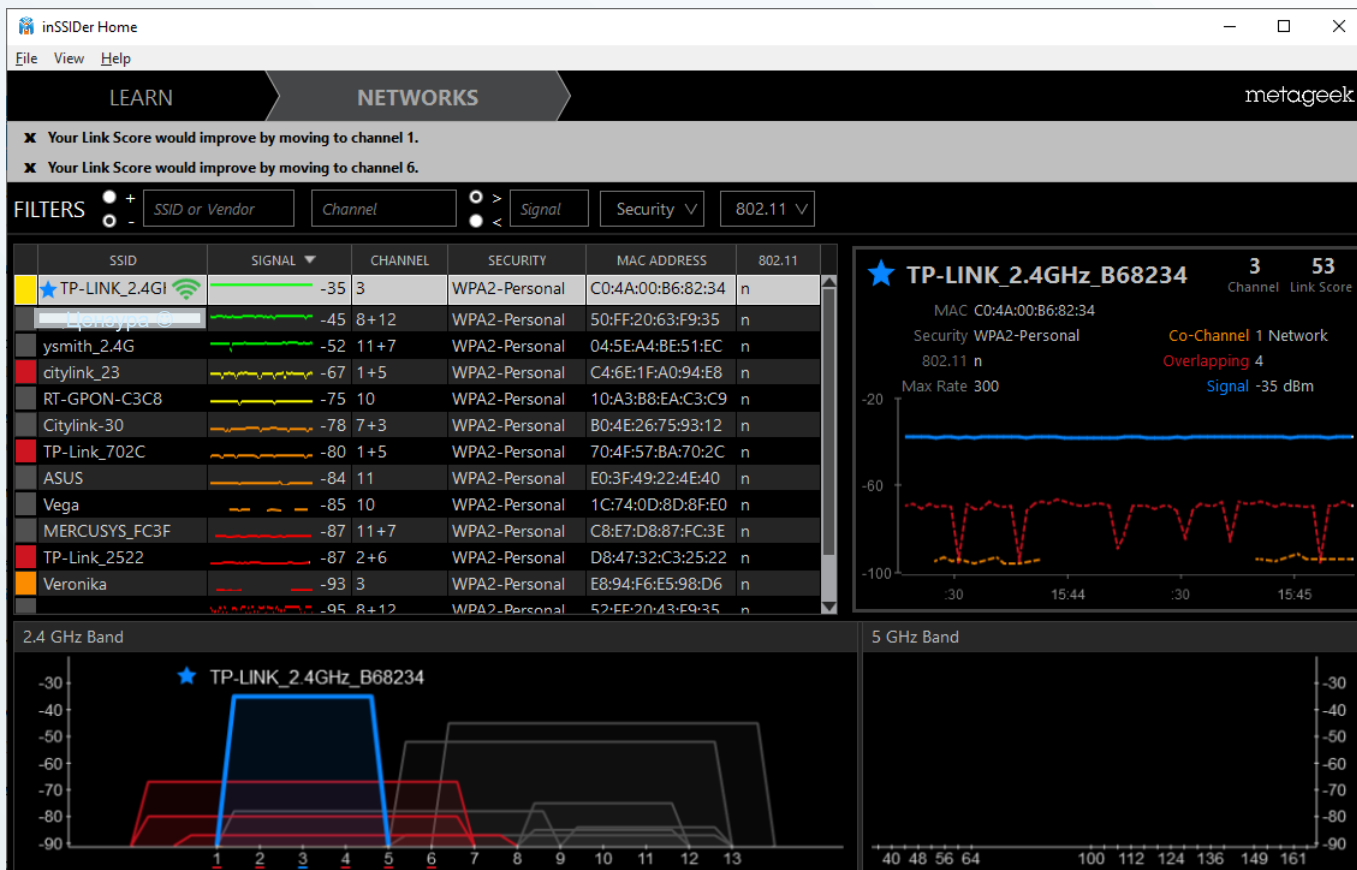 inSSIDer Home
File View Help
LEARN NETWORKS metageek
x Your Link Score would improve by moving to channel 1.
x Your Link Score would improve by moving to channel 6.
FILTERS + - SSID or Vendor Channel > < Signal Security 802.11
SSID SIGNAL CHANNEL SECURITY MAC ADDRESS 802.11
TP-LINK_2.4GH -35 3 WPA2-Personal C0:4A:00:B6:82:34 n
Цензура © -45 8+12 WPA2-Personal 50:FF:20:63:F9:35 n
ysmith_2.4G -52 11+7 WPA2-Personal 04:5E:A4:BE:51:EC n
citylink_23 -67 1+5 WPA2-Personal C4:6E:1F:A0:94:E8 n
RT-GPON-C3C8 -75 10 WPA2-Personal 10:A3:B8:EA:C3:C9 n
Citylink-30 -78 7+3 WPA2-Personal B0:4E:26:75:93:12 n
TP-Link_702C -80 1+5 WPA2-Personal 70:4F:57:BA:70:2C n
ASUS -84 11 WPA2-Personal E0:3F:49:22:4E:40 n
Vega -85 10 WPA2-Personal 1C:74:0D:8D:8F:E0 n
MERCUSYS_FC3F -87 11+7 WPA2-Personal C8:E7:D8:87:FC:3E n
TP-Link_2522 -87 2+6 WPA2-Personal D8:47:32:C3:25:22 n
Veronika -93 3 WPA2-Personal E8:94:F6:E5:98:D6 n
-95 8+12 WPA2-Personal 52:FF:20:43:F9:35 n
TP-LINK_2.4GHz_B68234 3 53
Channel Link Score
MAC C0:4A:00:B6:82:34
Security WPA2-Personal Co-Channel 1 Network
802.11 n Overlapping 4
Max Rate 300 Signal -35 dBm
-20
-60
-100
:30 15:44 :30 15:45
2.4 GHz Band
TP-LINK_2.4GHz_B68234
-30
-40
-50
-60
-70
-80
-90
1 2 3 4 5 6 7 8 9 10 11 12 13
5 GHz Band
-30
-40
-50
-60
-70
-80
-90
40 48 56 64 100 112 124 136 149 161